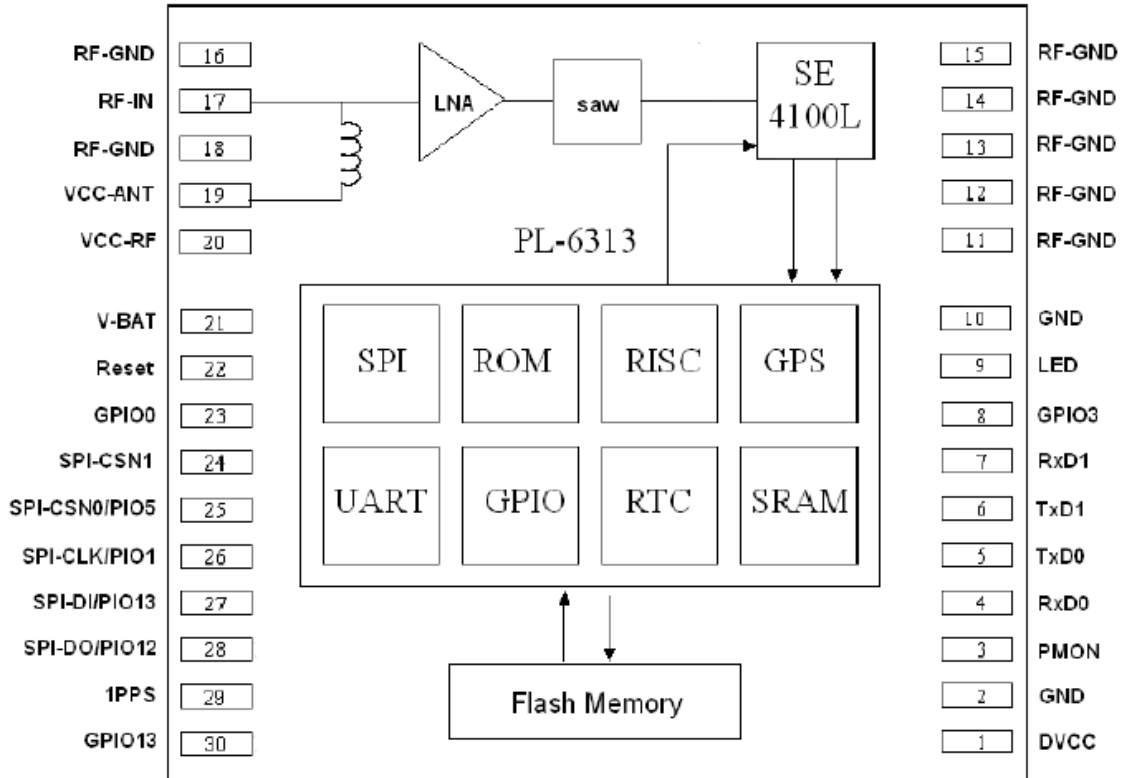 RF-GND 16
RF-IN 17
RF-GND 18
VCC-ANT 19
VCC-RF 20
V-BAT 21
Reset 22
GPIO0 23
SPI-CSN1 24
SPI-CSN0/PIO5 25
SPI-CLK/PIO1 26
SPI-DI/PIO13 27
SPI-DO/PIO12 28
1PPS 29
GPIO13 30
LNA
saw
SE
4100L
PL-6313
SPI ROM RISC GPS
UART GPIO RTC SRAM
Flash Memory
15 RF-GND
14 RF-GND
13 RF-GND
12 RF-GND
11 RF-GND
10 GND
9 LED
8 GPIO3
7 RxD1
6 TxD1
5 TxD0
4 RxD0
3 PMON
2 GND
1 DVCC